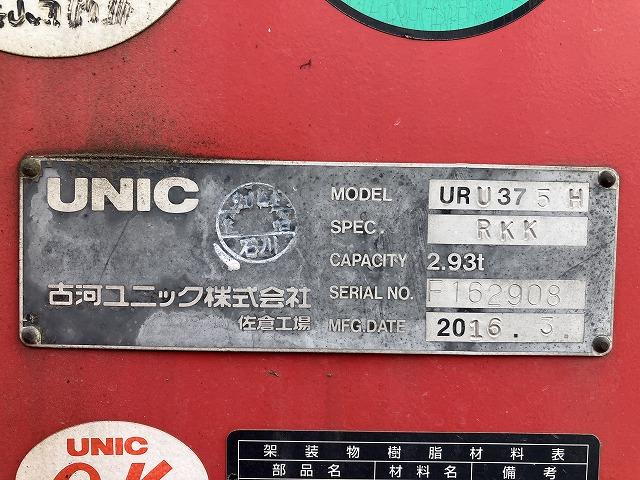 UNIC
MODEL URU375H
SPEC. RKK
CAPACITY 2.93t
古河ユニック株式会社
SERIAL NO. F162908
佐倉工場
MFG.DATE 2016.3.
UNIC
架装物樹脂材料表
部品名 材料名 備考